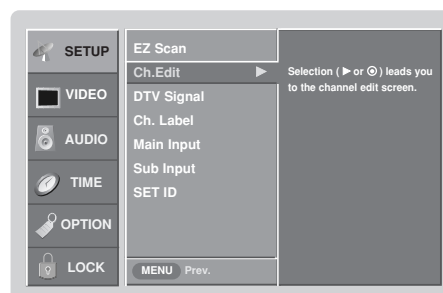 SETUP
VIDEO
AUDIO
TIME
OPTION
LOCK
EZ Scan
Ch.Edit ▶
DTV Signal
Ch. Label
Main Input
Sub Input
SET ID
MENU Prev.
Selection ( ▶ or ⊙ ) leads you
to the channel edit screen.